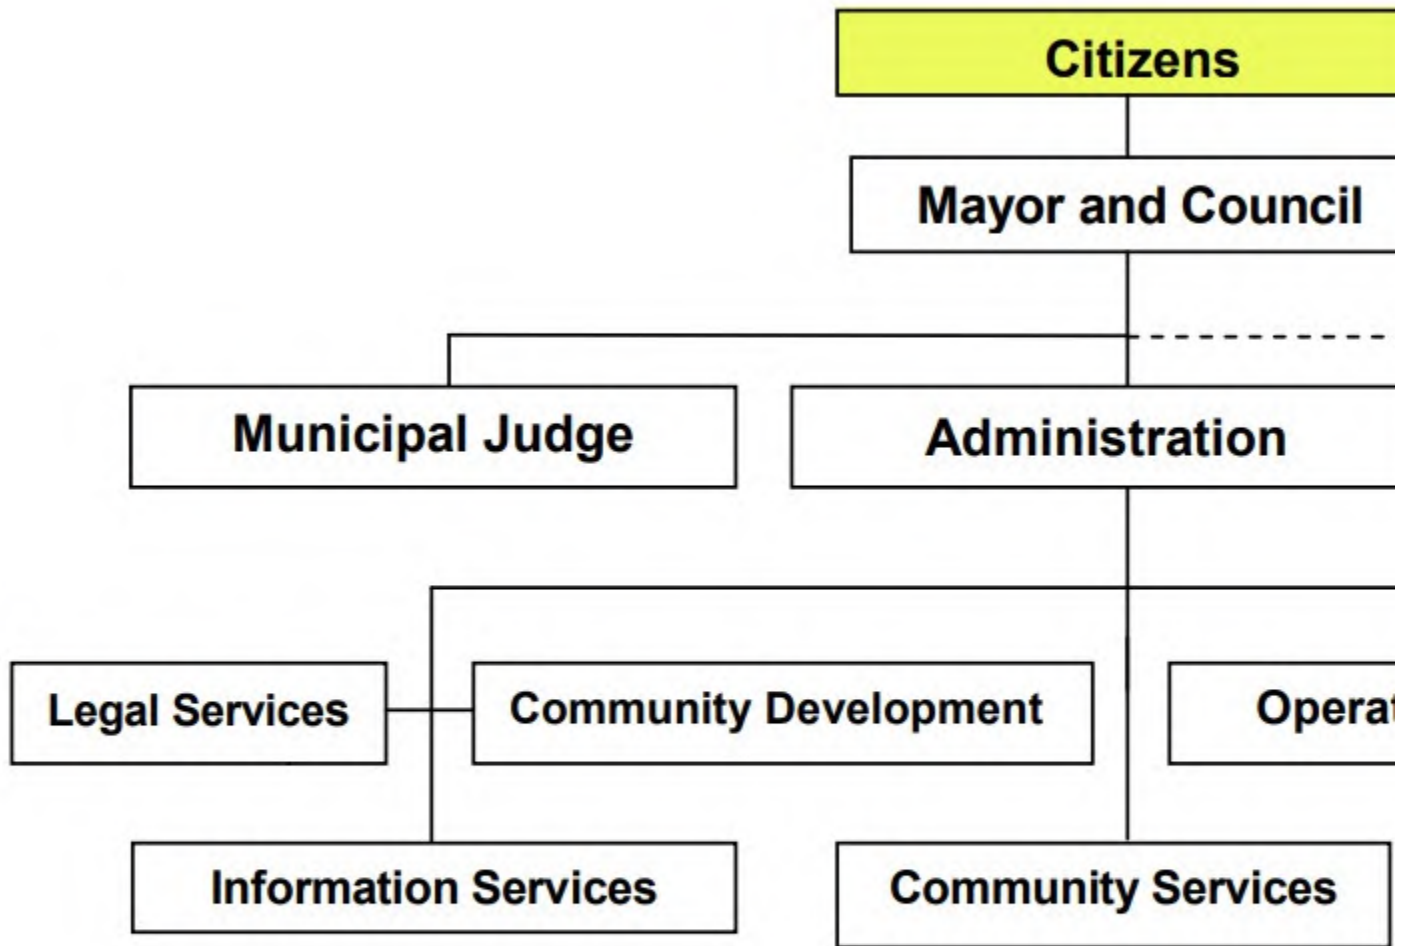 Citizens
Mayor and Council
Municipal Judge
Administration
Legal Services
Community Development
Information Services
Community Services